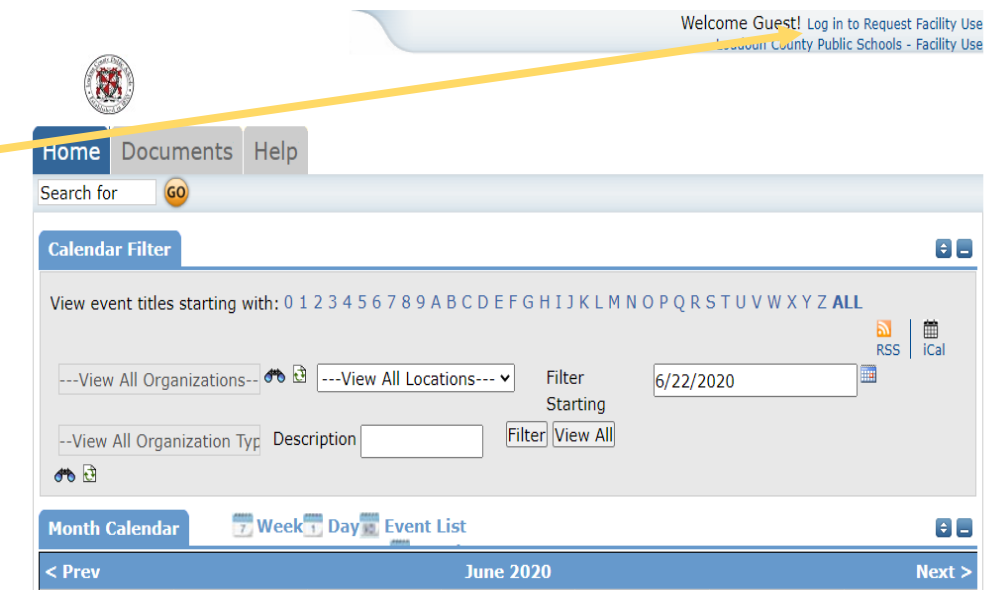 Welcome Guest! Log in to Request Facility Use
Loudoun County Public Schools - Facility Use
Home Documents Help
Search for GO
Calendar Filter
View event titles starting with: 0 1 2 3 4 5 6 7 8 9 A B C D E F G H I J K L M N O P Q R S T U V W X Y Z ALL
RSS iCal
---View All Organizations-- ---View All Locations--- Filter Starting 6/22/2020
--View All Organization Typ Description Filter View All
Month Calendar 7 Week 1 Day Event List
< Prev June 2020 Next >